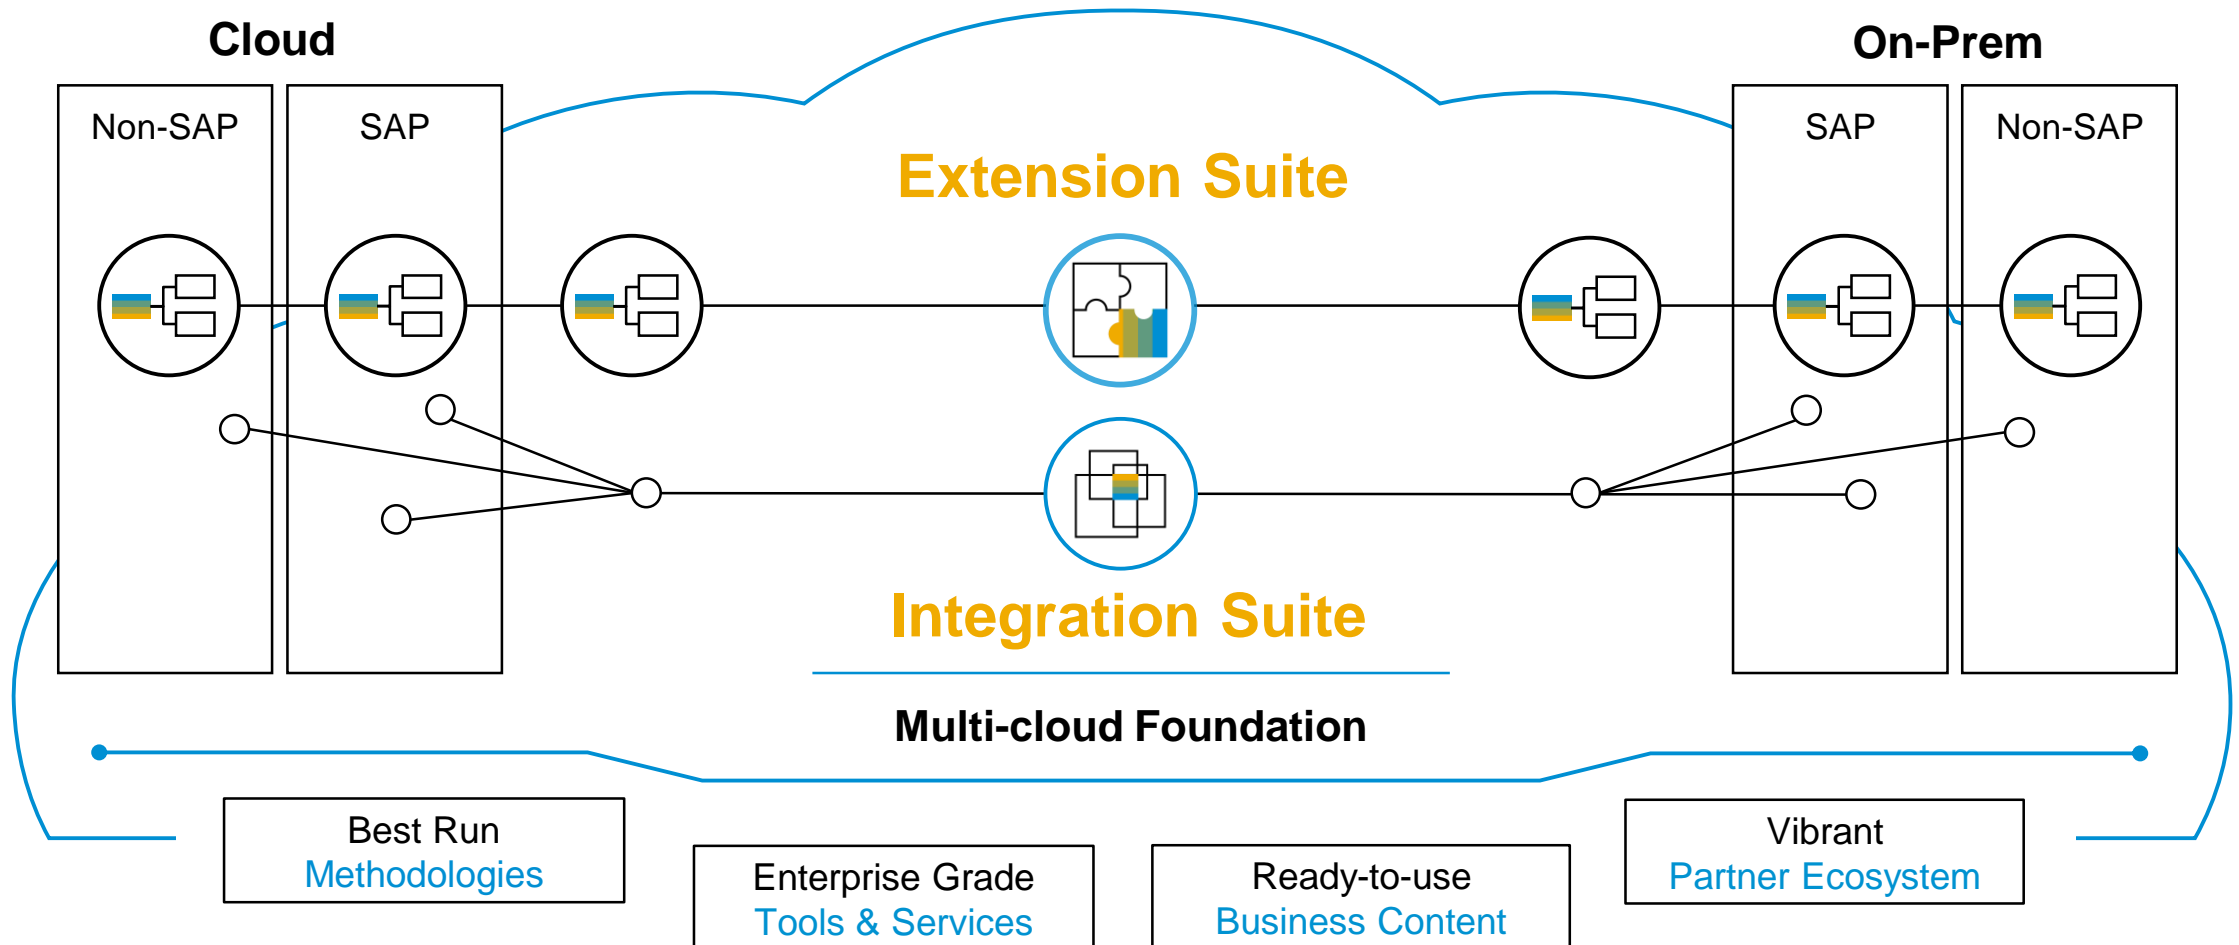 Cloud
On-Prem
Non-SAP
SAP
SAP
Non-SAP
Extension Suite
Integration Suite
Multi-cloud Foundation
Best Run
Methodologies
Enterprise Grade
Tools & Services
Ready-to-use
Business Content
Vibrant
Partner Ecosystem